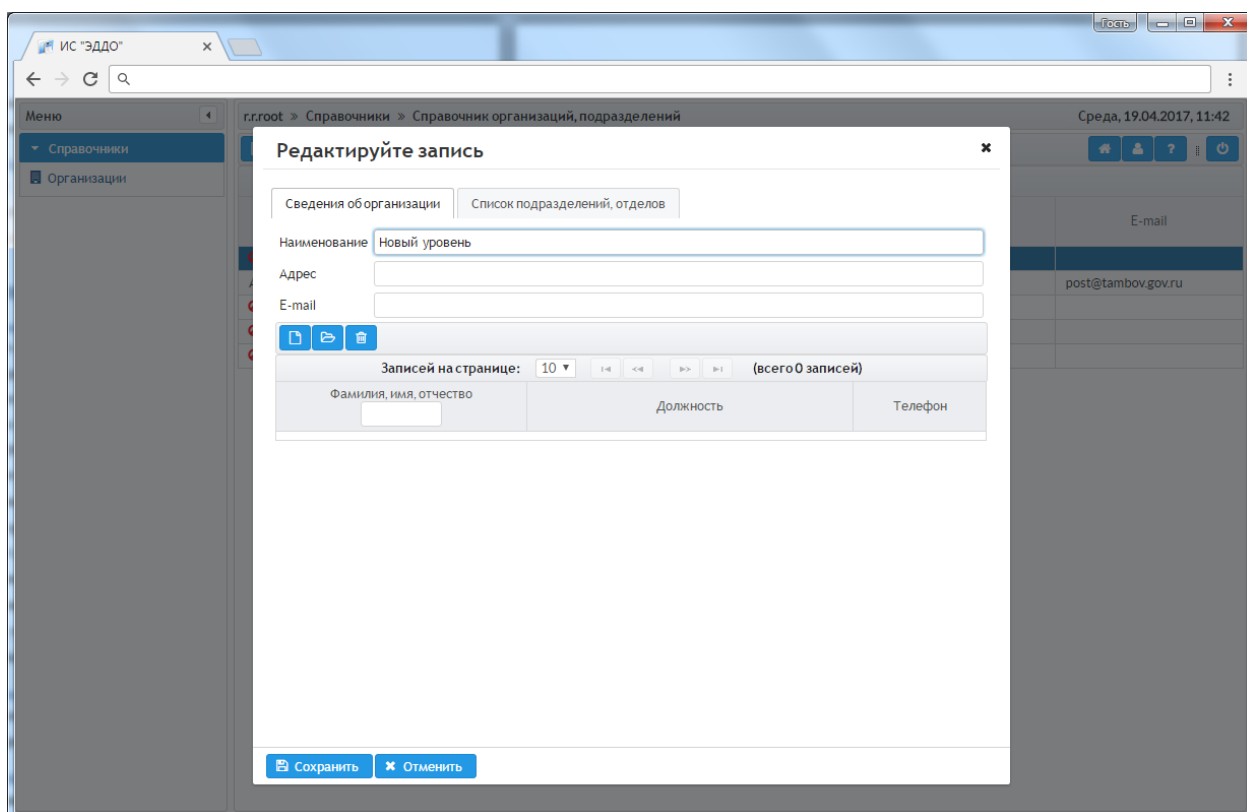 Гость
ИС "ЭДДО"
Меню
r.r.root » Справочники » Справочник организаций, подразделений
Среда, 19.04.2017, 11:42
Справочники
Организации
Редактируйте запись
Сведения об организации
Список подразделений, отделов
E-mail
Наименование
Новый уровень
Адрес
post@tambov.gov.ru
E-mail
Записей на странице:
10
(всего 0 записей)
Фамилия, имя, отчество
Должность
Телефон
Сохранить
Отменить